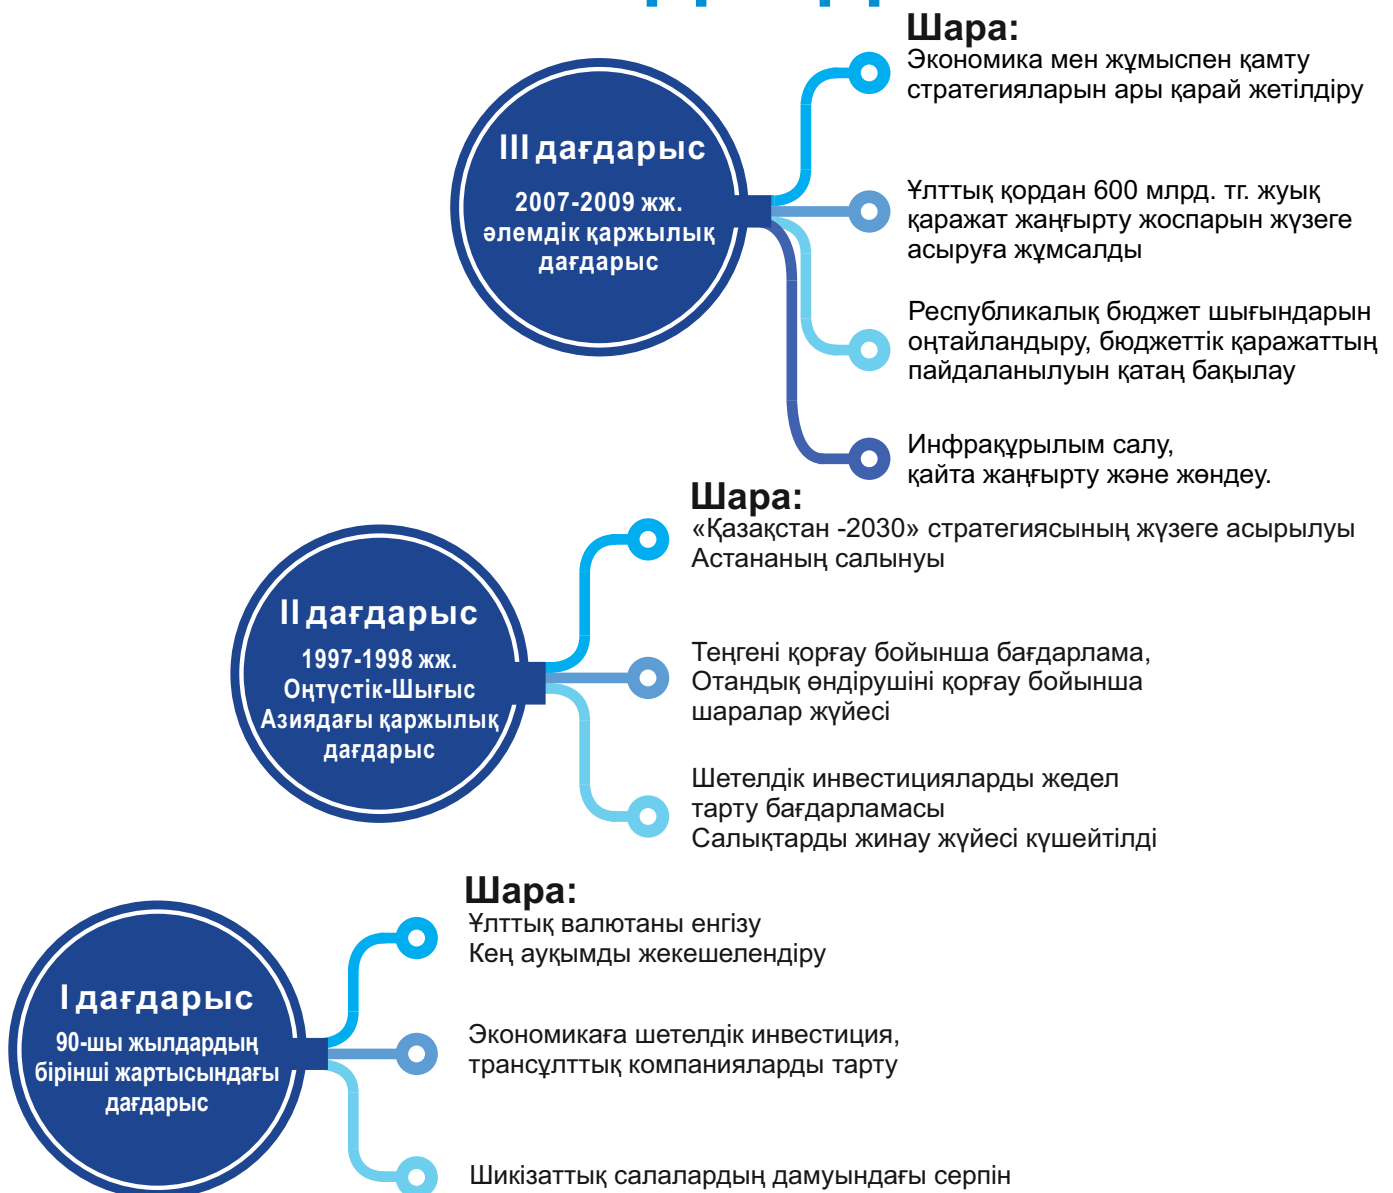 Шара:
Экономика мен жұмыспен қамту
стратегияларын ары қарай жетілдіру
III дағдарыс
2007-2009 жж.
әлемдік қаржылық
дағдарыс
Ұлттық қордан 600 млрд. тг. жуық
қаражат жаңғырту жоспарын жүзеге
асыруға жұмсалды
Республикалық бюджет шығындарын
оңтайландыру, бюджеттік қаражаттың
пайдаланылуын қатаң бақылау
Инфрақұрылым салу,
қайта жаңғырту және жөндеу.
Шара:
«Қазақстан -2030» стратегиясының жүзеге асырылуы
Астананың салынуы
II дағдарыс
1997-1998 жж.
Оңтүстік-Шығыс
Азиядағы қаржылық
дағдарыс
Теңгені қорғау бойынша бағдарлама,
Отандық өндірушіні қорғау бойынша
шаралар жүйесі
Шетелдік инвестицияларды жедел
тарту бағдарламасы
Салықтарды жинау жүйесі күшейтілді
Шара:
Ұлттық валютаны енгізу
Кең ауқымды жекешелендіру
I дағдарыс
90-шы жылдардың
бірінші жартысындағы
дағдарыс
Экономикаға шетелдік инвестиция,
трансұлттық компанияларды тарту
Шикізаттық салалардың дамуындағы серпін